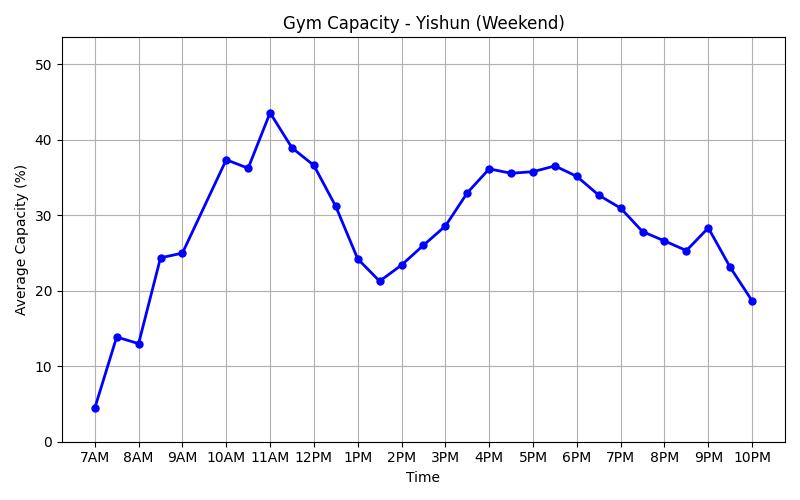 Gym Capacity - Yishun (Weekend)
Average Capacity (%)
50
40
30
20
10
0
7AM 8AM 9AM 10AM 11AM 12PM 1PM 2PM 3PM 4PM 5PM 6PM 7PM 8PM 9PM 10PM
Time